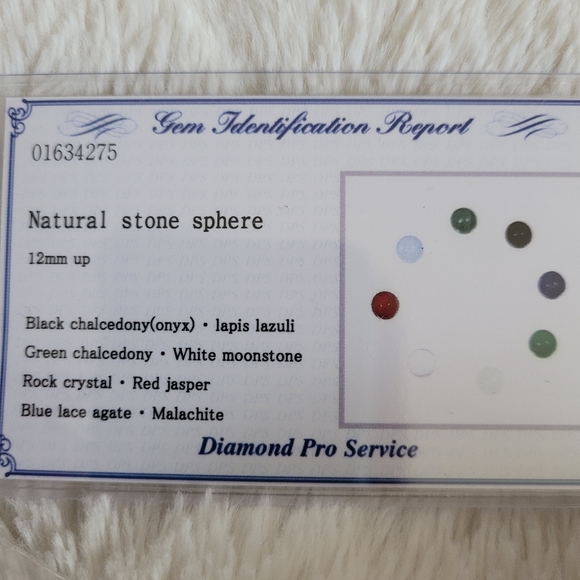 Gem Identification Report
01634275
Natural stone sphere
12mm up
Black chalcedony(onyx)・lapis lazuli
Green chalcedony・White moonstone
Rock crystal・Red jasper
Blue lace agate・Malachite
Diamond Pro Service